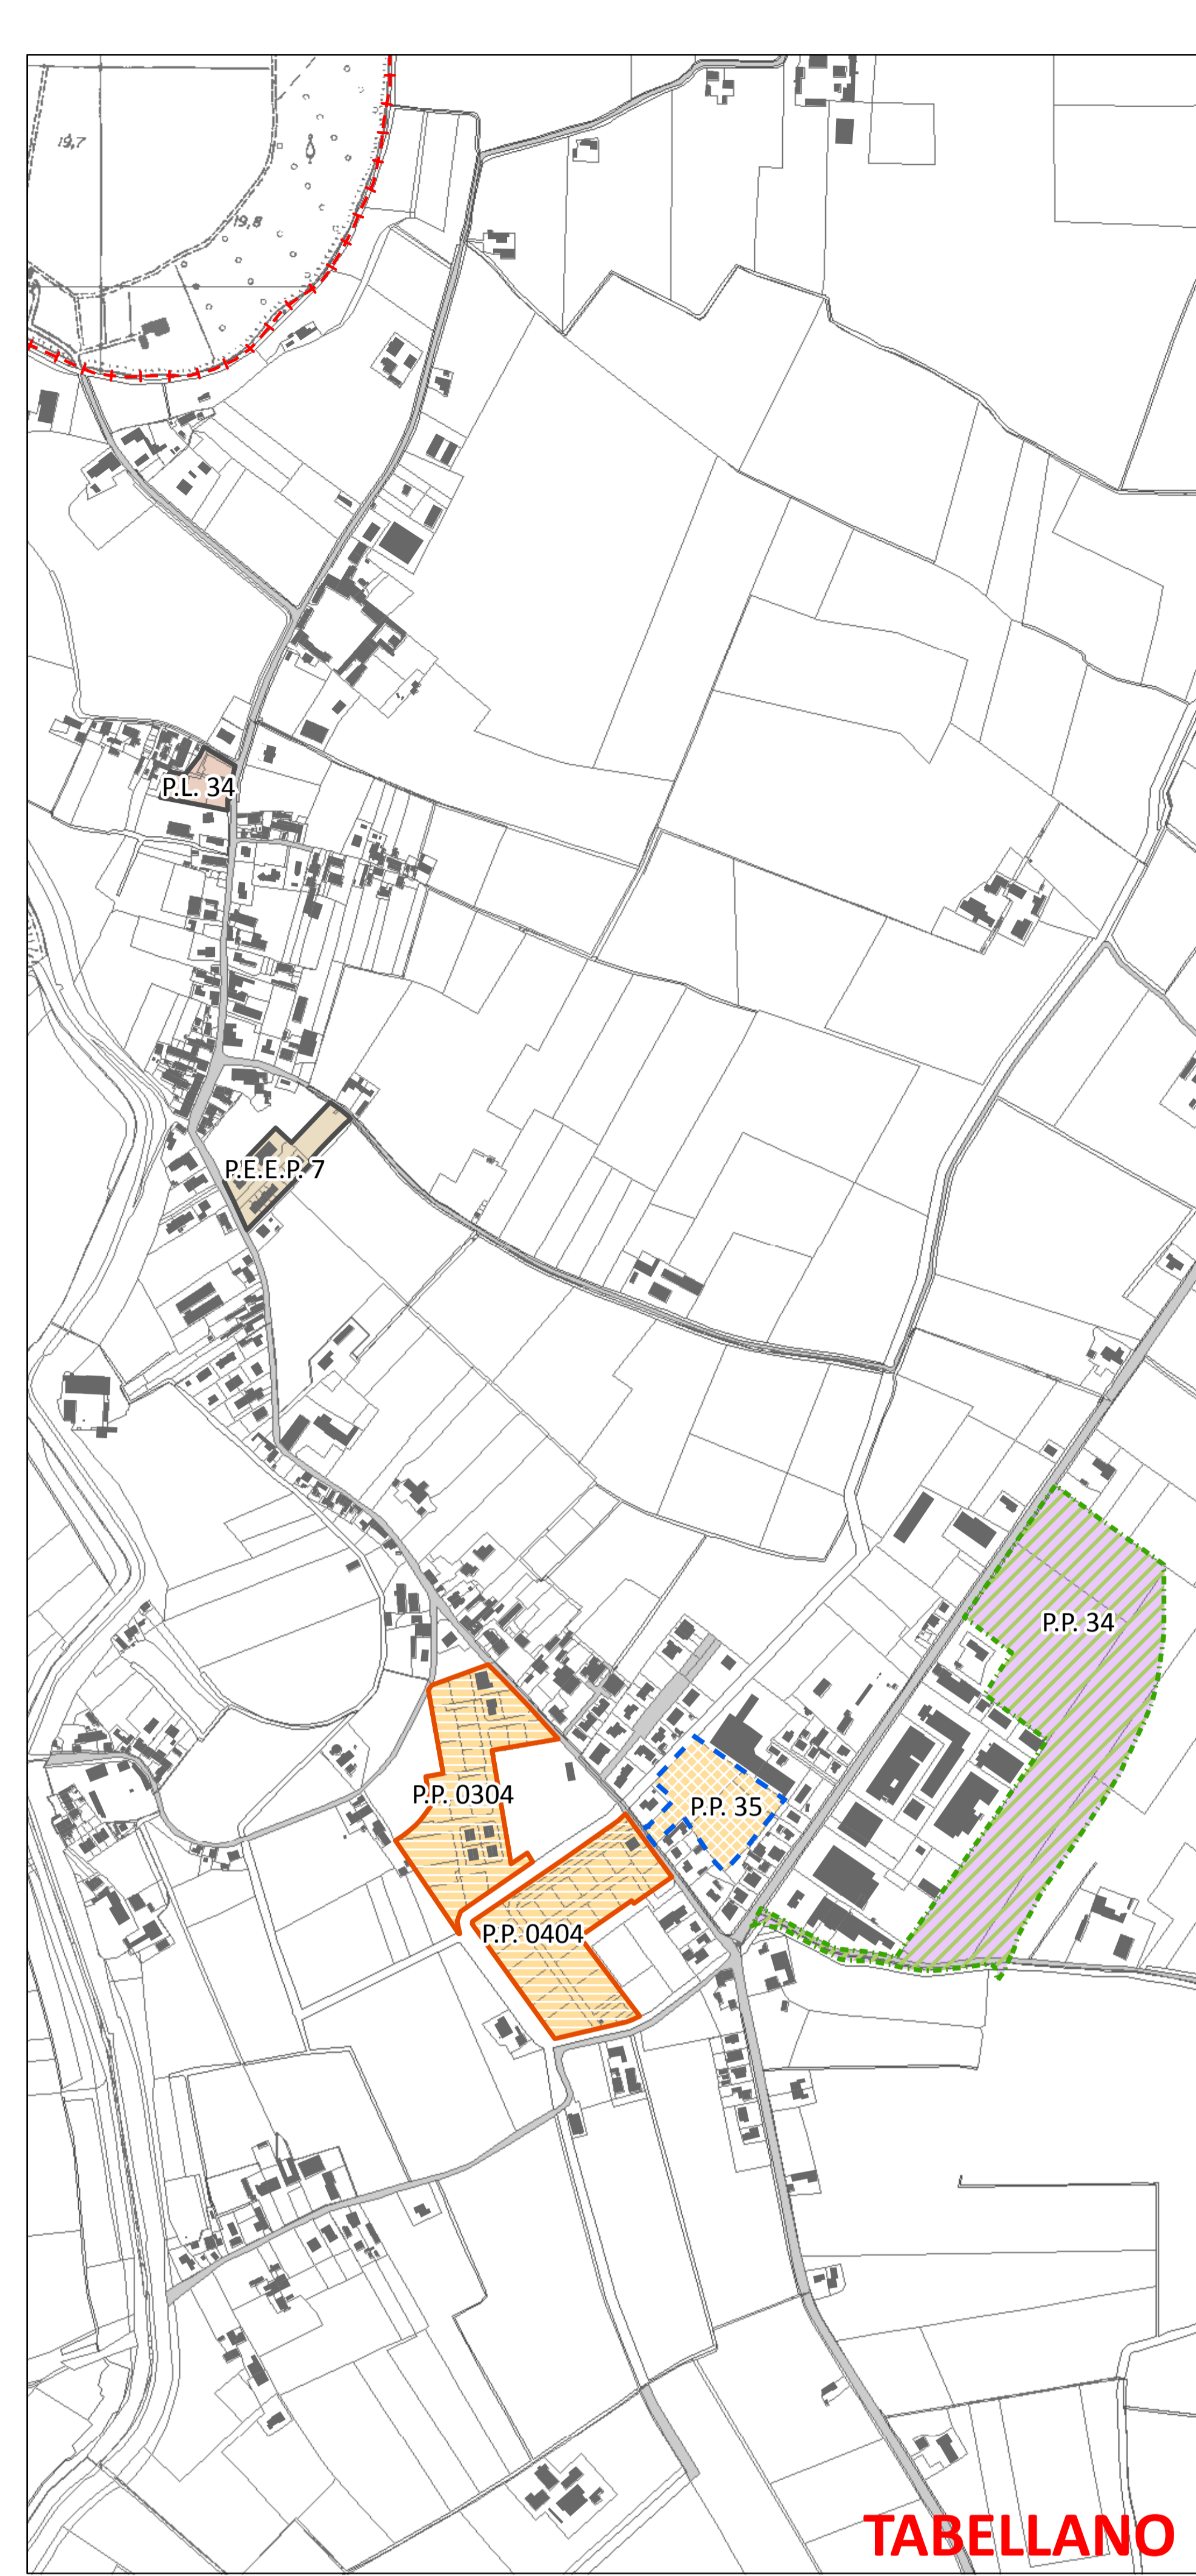 19,7
19,8
P.L. 34
P.E.E.P. 7
P.P. 34
P.P. 0304
P.P. 35
P.P. 0404
TABELLANO